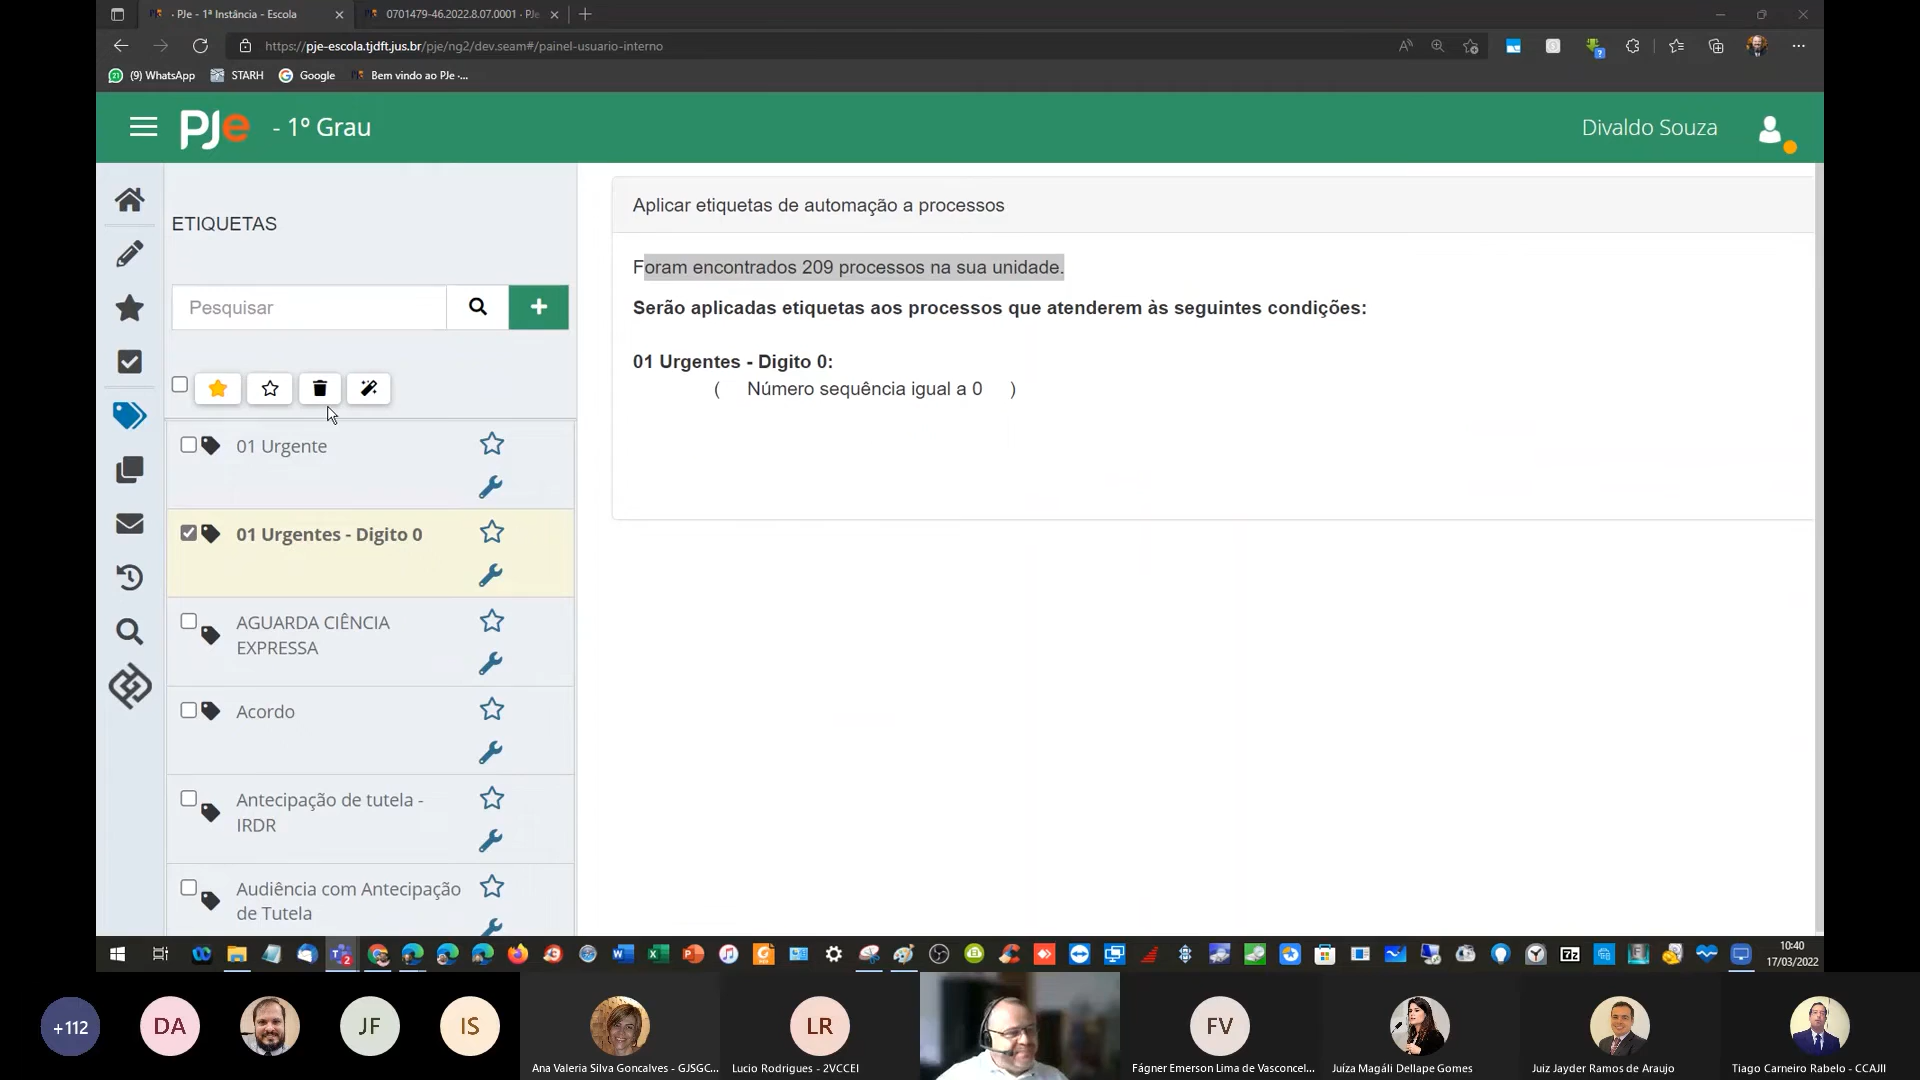 · PJe - 1ª Instância - Escola
0701479-46.2022.8.07.0001 · PJe
https://pje-escola.tjdft.jus.br/pje/ng2/dev.seam#/painel-usuario-interno
(9) WhatsApp
STARH
Google
Bem vindo ao PJe ·...
PJe - 1º Grau
Divaldo Souza
ETIQUETAS
Pesquisar
01 Urgente
01 Urgentes - Digito 0
AGUARDA CIÊNCIA
EXPRESSA
Acordo
Antecipação de tutela -
IRDR
Audiência com Antecipação
de Tutela
Aplicar etiquetas de automação a processos
Foram encontrados 209 processos na sua unidade.
Serão aplicadas etiquetas aos processos que atenderem às seguintes condições:
01 Urgentes - Digito 0:
( Número sequência igual a 0 )
10:40
17/03/2022
+112
DA
JF
IS
LR
FV
Ana Valeria Silva Goncalves - GJSGC...
Lucio Rodrigues - 2VCCEI
Fágner Emerson Lima de Vasconcel...
Juíza Magáli Dellape Gomes
Juiz Jayder Ramos de Araujo
Tiago Carneiro Rabelo - CCAJII